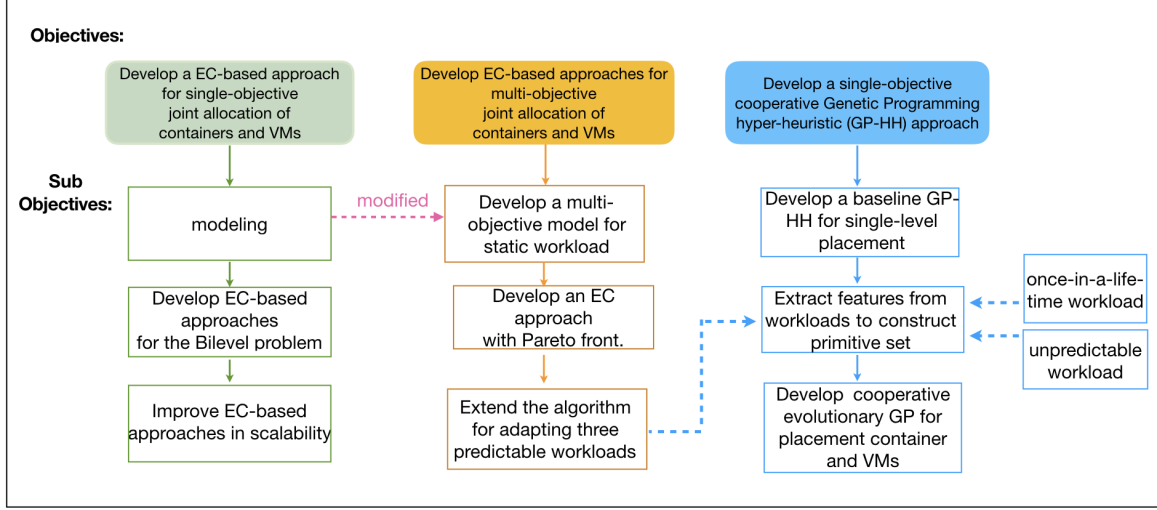 Objectives:
Develop a EC-based approach
for single-objective
joint allocation of
containers and VMs
Develop EC-based approaches for
multi-objective
joint allocation of
containers and VMs
Develop a single-objective
cooperative Genetic Programming
hyper-heuristic (GP-HH) approach
Sub
Objectives:
modeling
modified
Develop a multi-
objective model for
static workload
Develop a baseline GP-
HH for single-level
placement
Develop EC-based
approaches
for the Bilevel problem
Develop an EC
approach
with Pareto front.
Extract features from
workloads to construct
primitive set
once-in-a-life-
time workload
unpredictable
workload
Improve EC-based
approaches in scalability
Extend the algorithm
for adapting three
predictable workloads
Develop cooperative
evolutionary GP for
placement container
and VMs